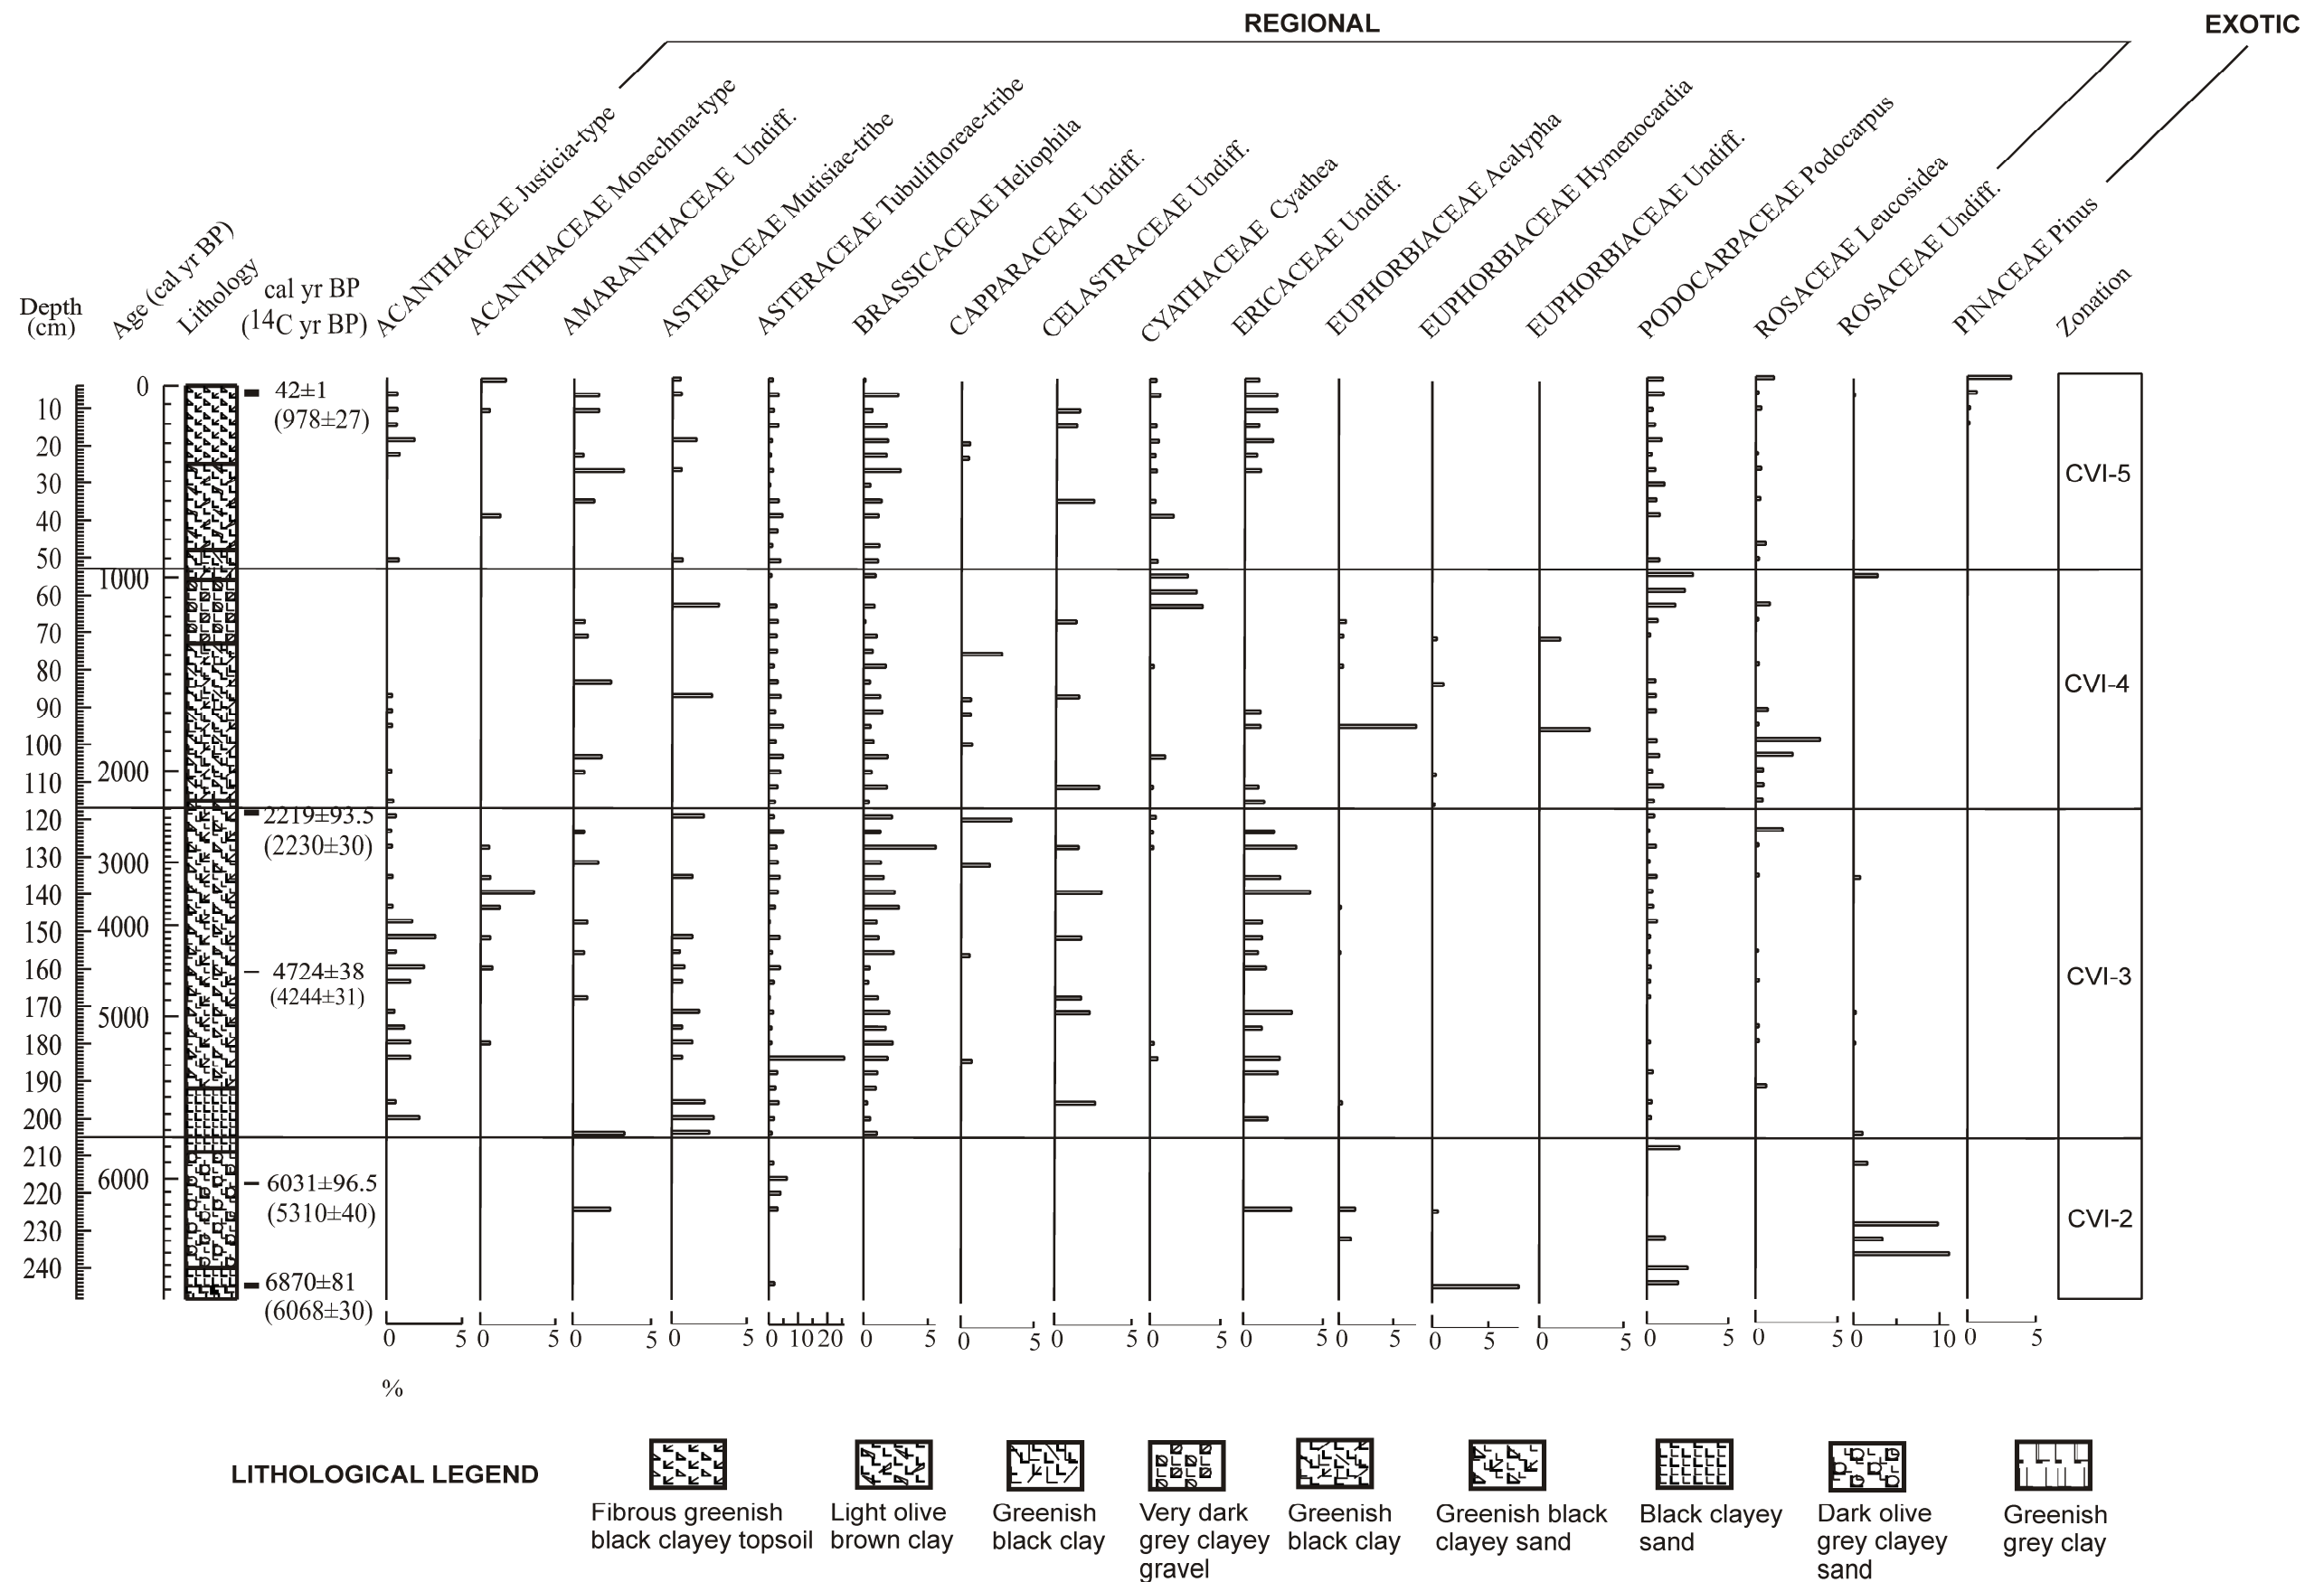 REGIONAL
EXOTIC
Depth
(cm)
Age (cal yr BP)
Lithology
cal yr BP
(14C yr BP)
ACANTHACEAE Justicia-type
ACANTHACEAE Monechma-type
AMARANTHACEAE Undiff.
ASTERACEAE Mutisiae-tribe
ASTERACEAE Tubulifloreae-tribe
BRASSICACEAE Heliophila
CAPPARACEAE Undiff.
CELASTRACEAE Undiff.
CYATHACEAE Cyathea
ERICACEAE Undiff.
EUPHORBIACEAE Acalypha
EUPHORBIACEAE Hymenocardia
EUPHORBIACEAE Undiff.
PODOCARPACEAE Podocarpus
ROSACEAE Leucosidea
ROSACEAE Undiff.
PINACEAE Pinus
Zonation
10
20
30
40
50
60
70
80
90
100
110
120
130
140
150
160
170
180
190
200
210
220
230
240
0
1000
2000
3000
4000
5000
6000
42±1
(978±27)
2219±93.5
(2230±30)
4724±38
(4244±31)
6031±96.5
(5310±40)
6870±81
(6068±30)
CVI-5
CVI-4
CVI-3
CVI-2
0 5 0 5 0 5 0 5 0 10 20 0 5 0 5 0 5 0 5 0 5 0 5 0 5 0 5 0 5 0 5 0 10 0 5
%
LITHOLOGICAL LEGEND
Fibrous greenish
black clayey topsoil
Light olive
brown clay
Greenish
black clay
Very dark
grey clayey
gravel
Greenish
black clay
Greenish black
clayey sand
Black clayey
sand
Dark olive
grey clayey
sand
Greenish
grey clay